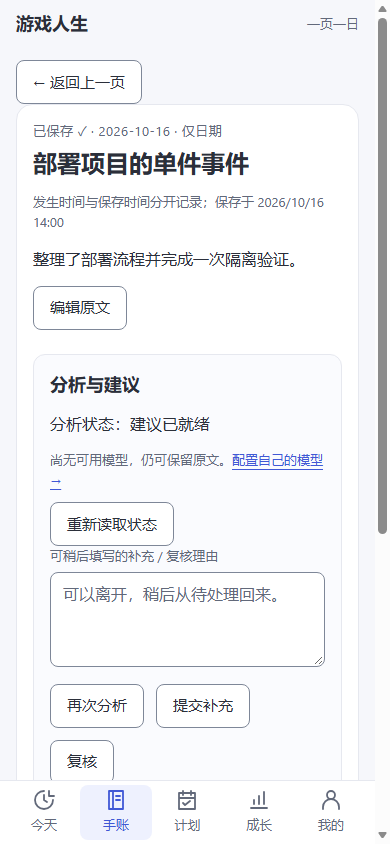 游戏人生
一页一日
← 返回上一页
已保存 ✓ · 2026-10-16 · 仅日期
部署项目的单件事件
发生时间与保存时间分开记录；保存于 2026/10/16
14:00
整理了部署流程并完成一次隔离验证。
编辑原文
分析与建议
分析状态：建议已就绪
尚无可用模型，仍可保留原文。配置自己的模型
→
重新读取状态
可稍后填写的补充 / 复核理由
可以离开，稍后从待处理回来。
再次分析
提交补充
复核
今天
手账
计划
成长
我的